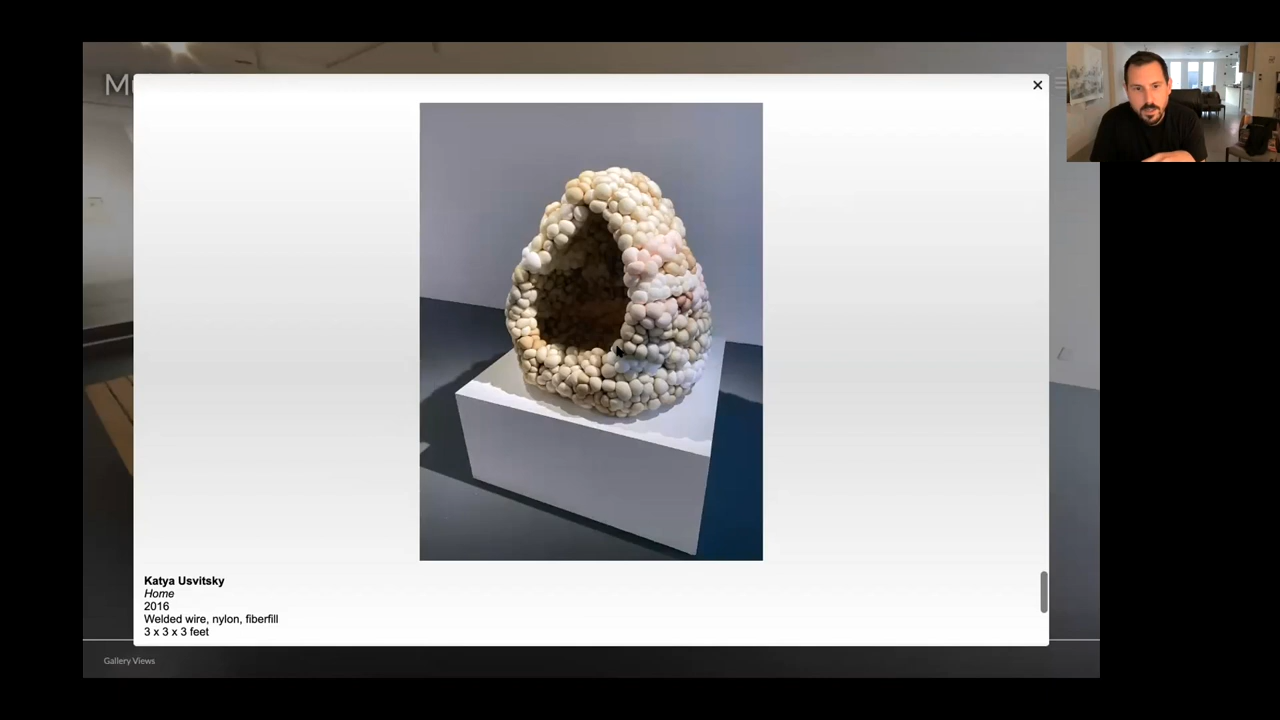 Katya Usvitsky
Home
2016
Welded wire, nylon, fiberfill
3 x 3 x 3 feet
Gallery Views